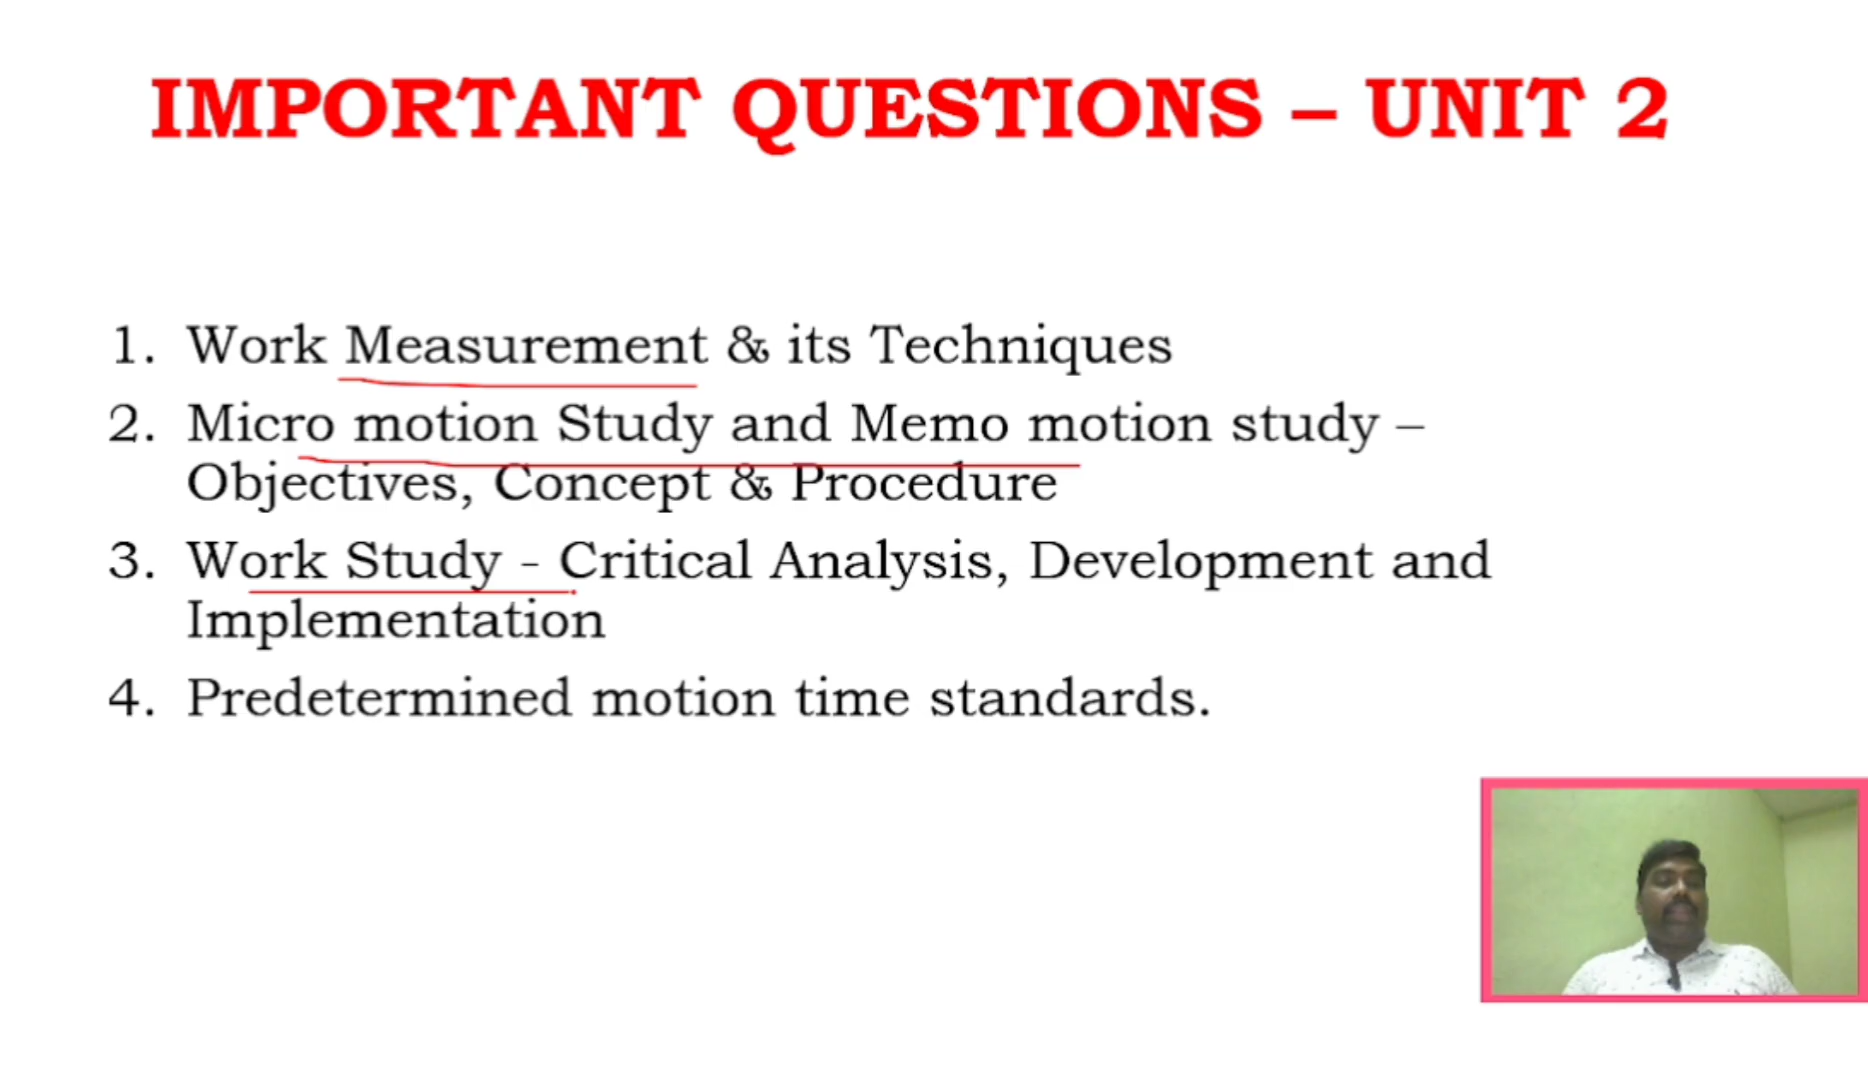 IMPORTANT QUESTIONS – UNIT 2
1. Work Measurement & its Techniques
2. Micro motion Study and Memo motion study –
Objectives, Concept & Procedure
3. Work Study - Critical Analysis, Development and
Implementation
4. Predetermined motion time standards.